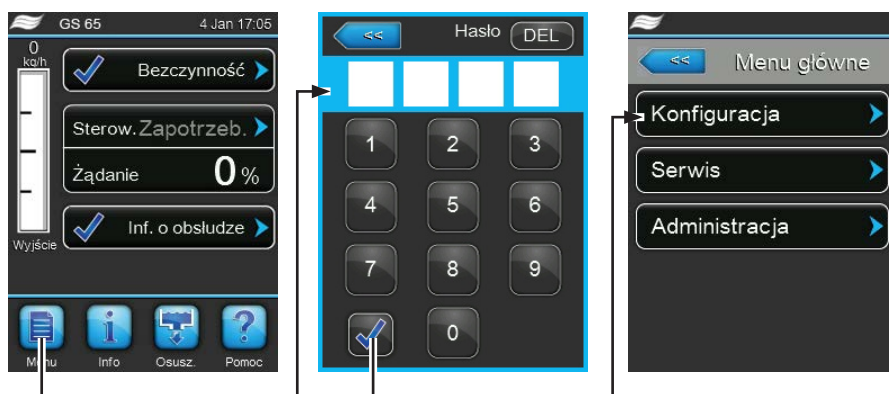 GS 65 4 Jan 17:05
0
kg/h
Bezczynność
Sterow. Zapotrzeb.
Żądanie 0 %
Inf. o obsłudze
Wyjście
Menu Info Osusz. Pomoc
<< Hasło DEL
1 2 3
4 5 6
7 8 9
0
<< Menu główne
Konfiguracja
Serwis
Administracja